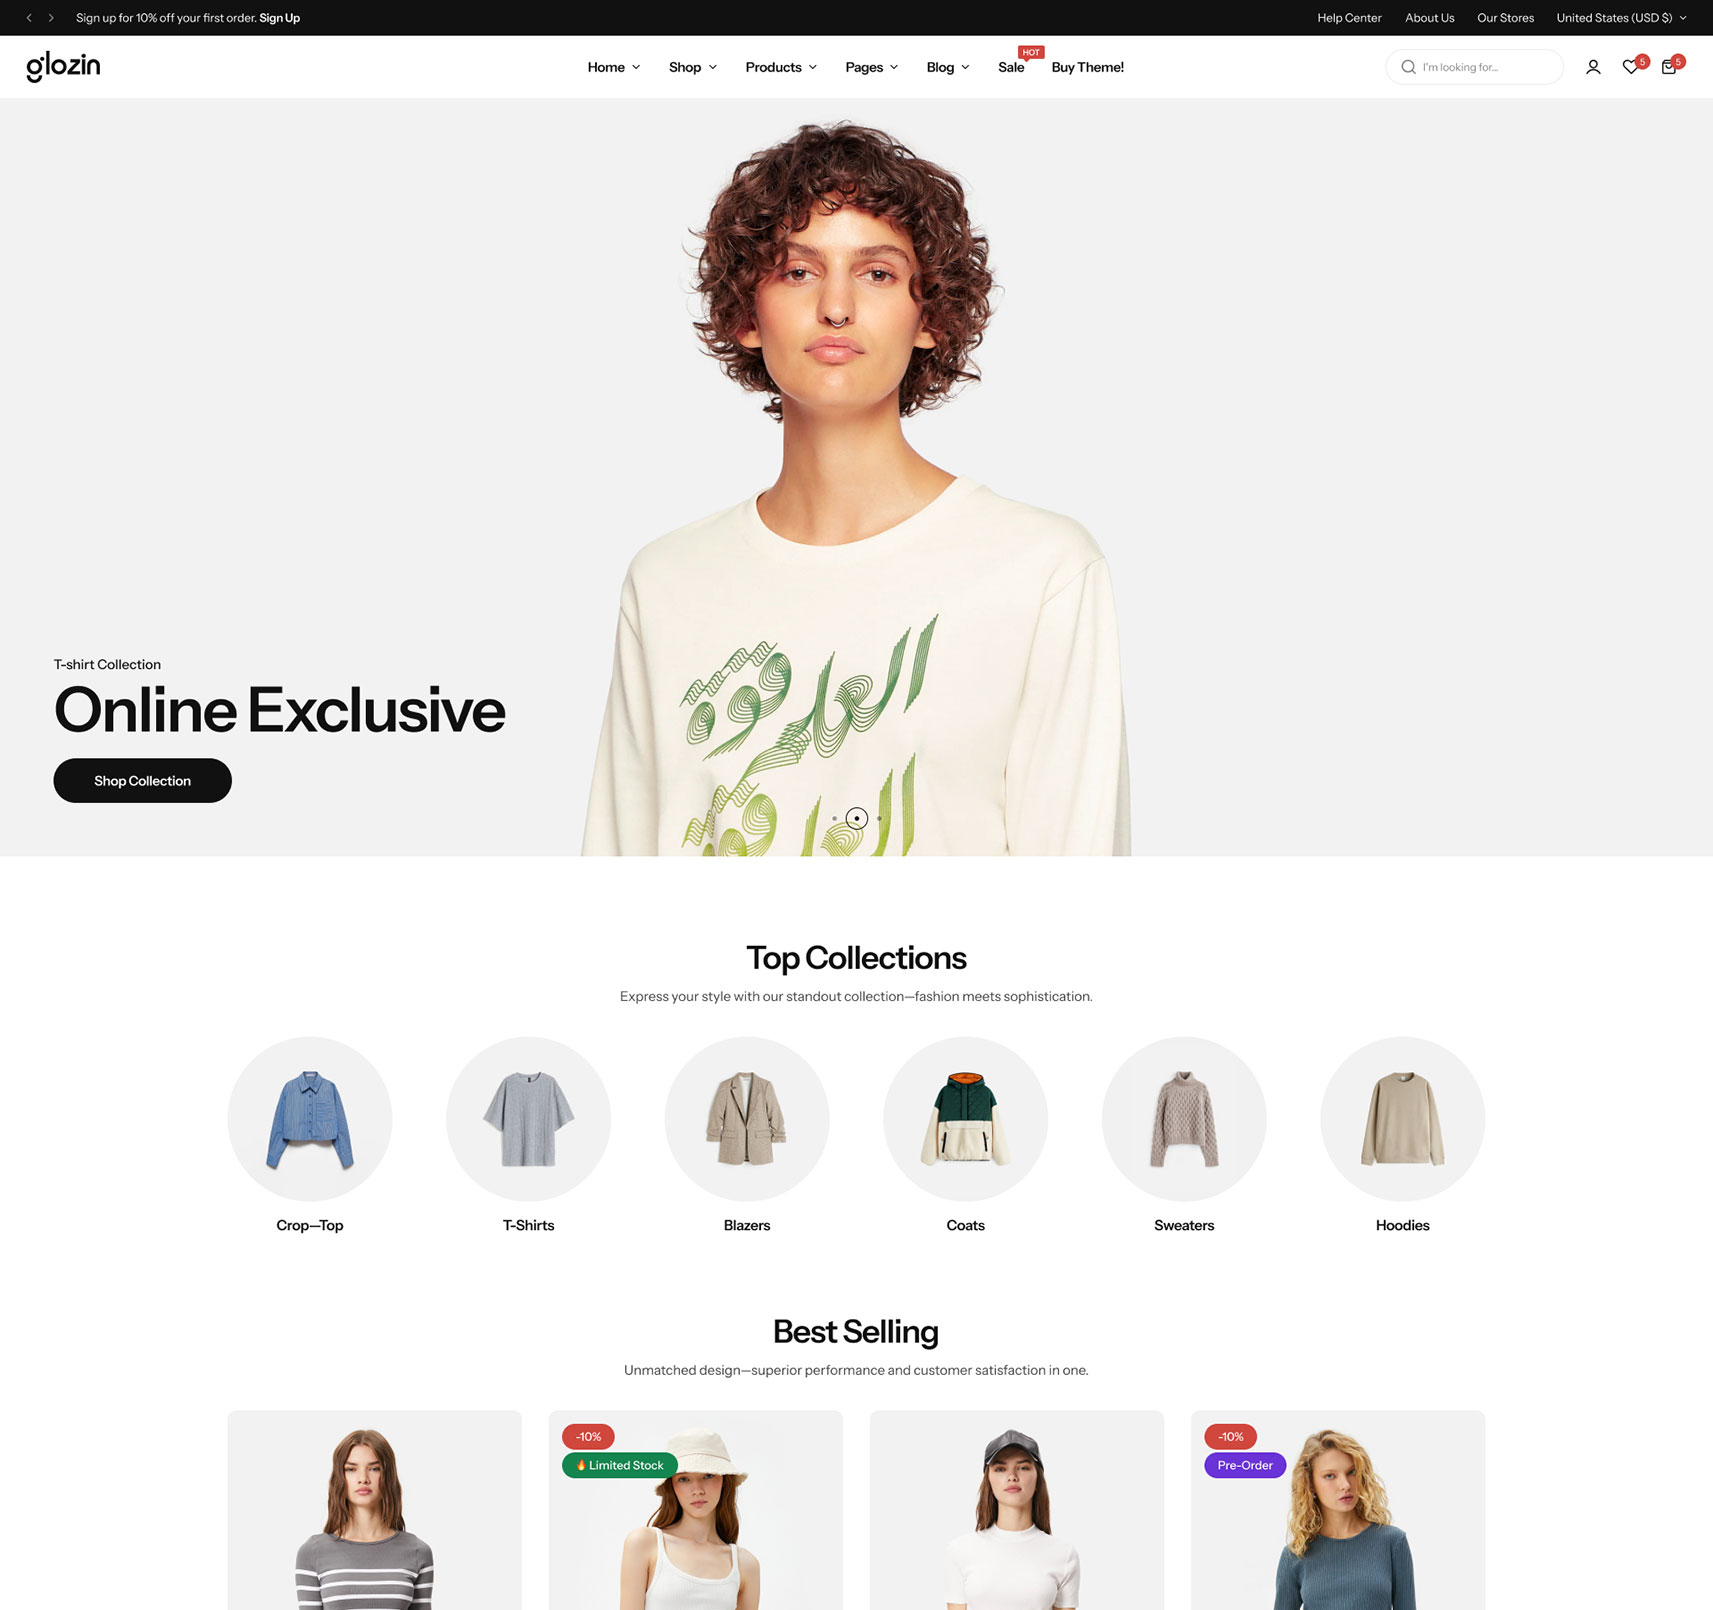 Sign up for 10% off your first order. Sign Up
Help Center
About Us
Our Stores
United States (USD $)
glozin
Home
Shop
Products
Pages
Blog
Sale
HOT
Buy Theme!
I'm looking for...
5
5
T-shirt Collection
Online Exclusive
Shop Collection
Top Collections
Express your style with our standout collection—fashion meets sophistication.
Crop—Top
T-Shirts
Blazers
Coats
Sweaters
Hoodies
Best Selling
Unmatched design—superior performance and customer satisfaction in one.
-10%
🔥 Limited Stock
-10%
Pre-Order